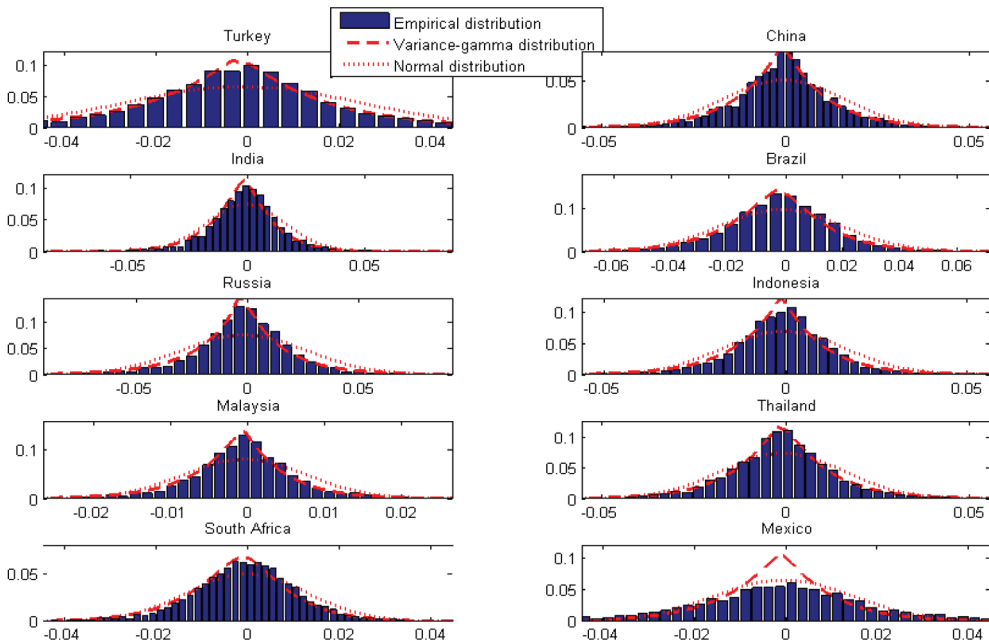 Empirical distribution
Variance-gamma distribution
Normal distribution
Turkey
0.1
0.05
0
-0.04 -0.02 0 0.02 0.04
China
0.05
0
-0.05 0 0.05
India
0.1
0.05
0
-0.05 0 0.05
Brazil
0.1
0
-0.06 -0.04 -0.02 0 0.02 0.04 0.06
Russia
0.1
0.05
0
-0.05 0 0.05
Indonesia
0.1
0.05
0
-0.05 0 0.05
Malaysia
0.1
0
-0.02 -0.01 0 0.01 0.02
Thailand
0.1
0.05
0
-0.05 0 0.05
South Africa
0.05
0
-0.04 -0.02 0 0.02 0.04
Mexico
0.1
0.05
0
-0.04 -0.02 0 0.02 0.04